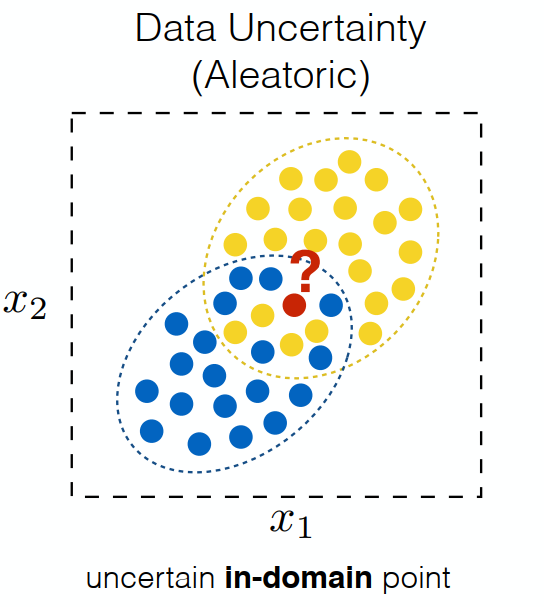 Data Uncertainty
(Aleatoric)
?
x₂
x₁
uncertain in-domain point